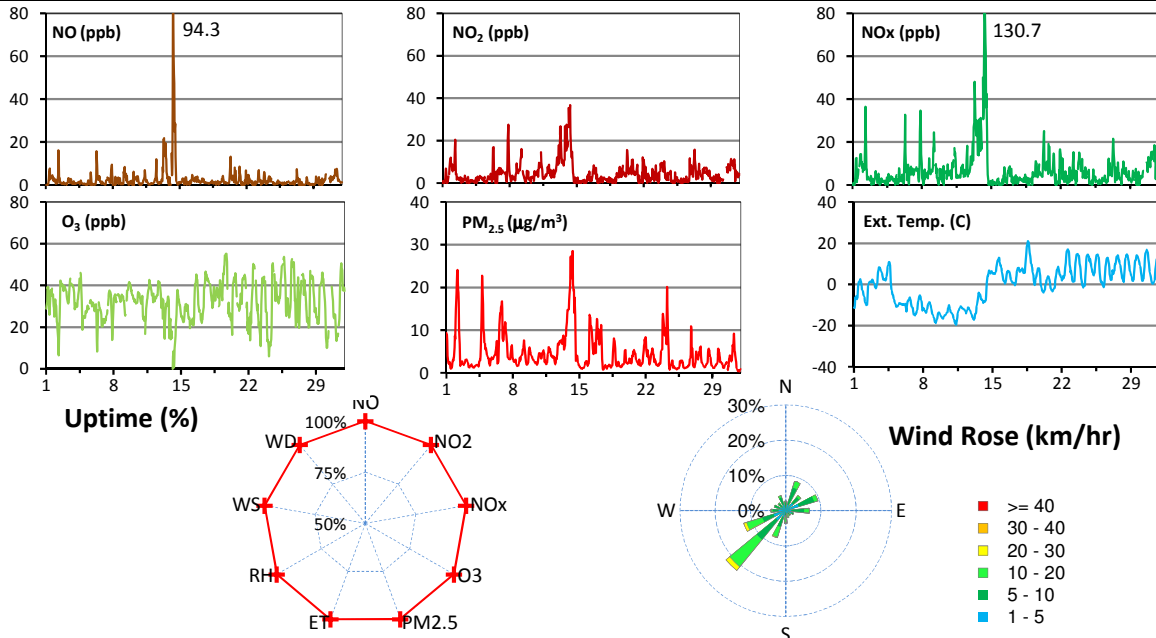 NO (ppb)
94.3
80
60
40
20
0
NO₂ (ppb)
80
60
40
20
0
NOx (ppb)
130.7
80
60
40
20
0
O₃ (ppb)
80
60
40
20
0
1 8 15 22 29
PM₂.₅ (µg/m³)
40
30
20
10
0
1 8 15 22 29
Ext. Temp. (C)
40
20
0
-20
-40
1 8 15 22 29
Uptime (%)
NO
NO2
NOx
O3
PM2.5
ET
RH
WS
WD
100%
75%
50%
Wind Rose (km/hr)
N
E
S
W
30%
20%
10%
0%
>= 40
30 - 40
20 - 30
10 - 20
5 - 10
1 - 5